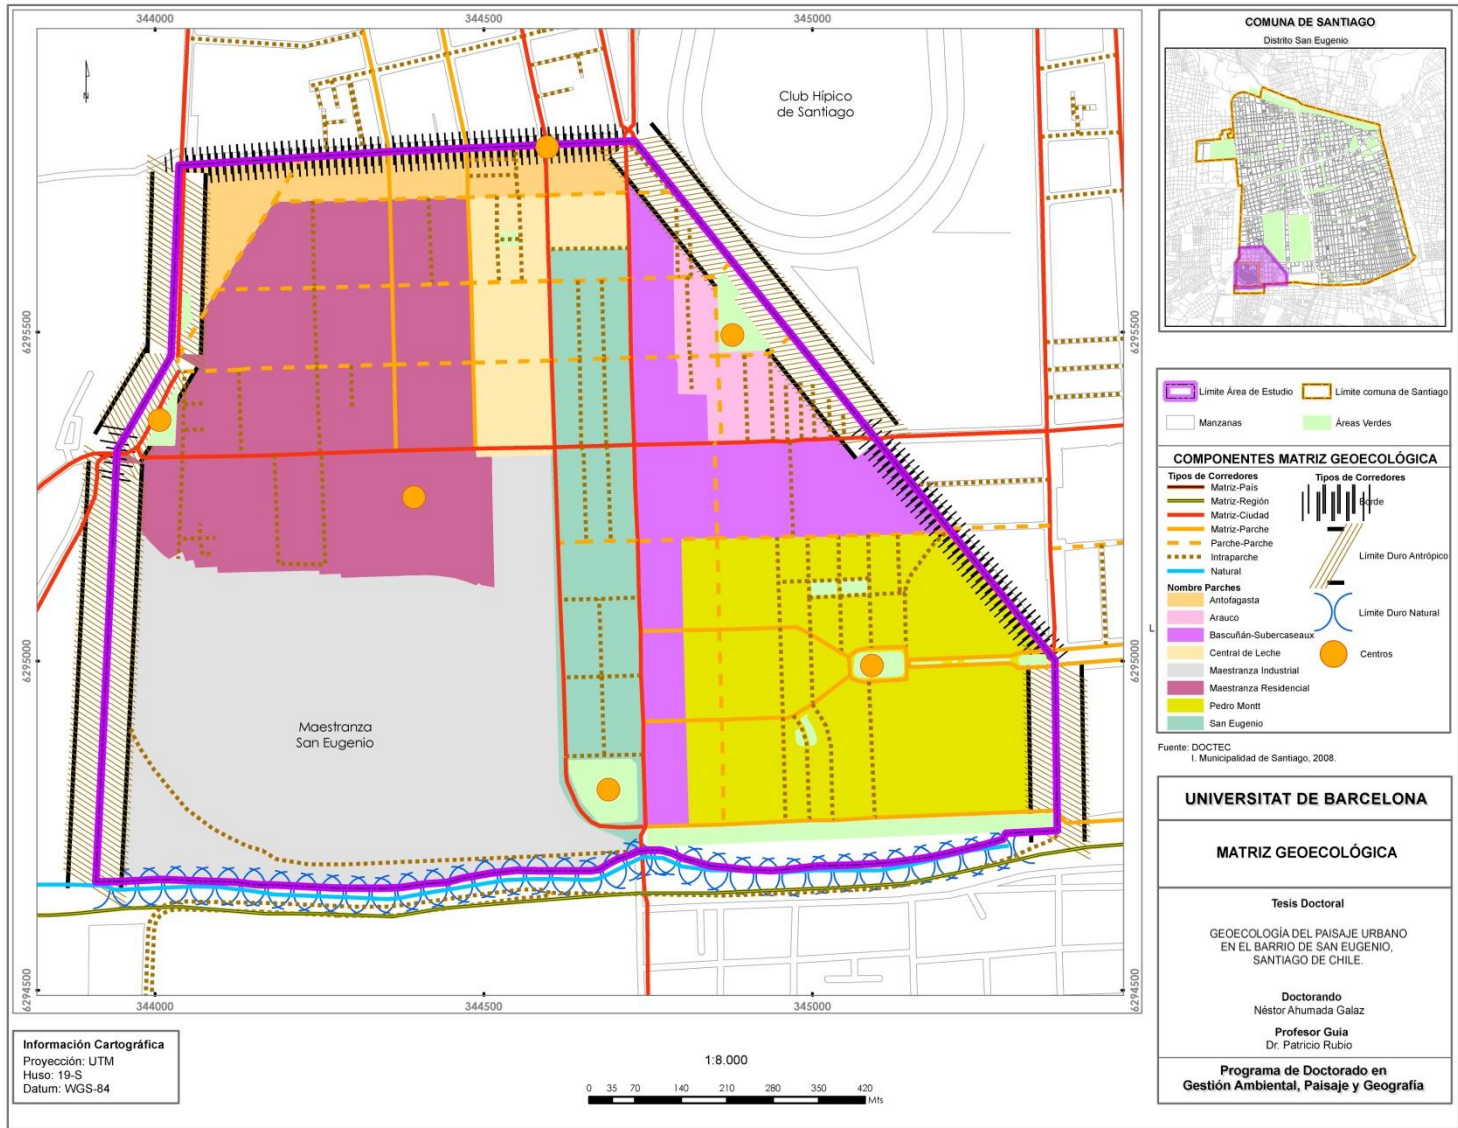 344000
344500
345000
COMUNA DE SANTIAGO
Distrito San Eugenio
N
Club Hípico
de Santiago
6295500
6295500
Límite Área de Estudio
Límite comuna de Santiago
Manzanas
Áreas Verdes
COMPONENTES MATRIZ GEOECOLÓGICA
Tipos de Corredores
Matriz-País
Matriz-Región
Matriz-Ciudad
Matriz-Parche
Parche-Parche
Intraparche
Natural
Nombre Parches
Antofagasta
Arauco
Bascuñán-Subercaseaux
Central de Leche
Maestranza Industrial
Maestranza Residencial
Pedro Montt
San Eugenio
Tipos de Corredores
Borde
Límite Duro Antrópico
Límite Duro Natural
Centros
L
6295000
6295000
Maestranza
San Eugenio
Fuente: DOCTEC
I. Municipalidad de Santiago, 2008.
UNIVERSITAT DE BARCELONA
MATRIZ GEOECOLÓGICA
Tesis Doctoral
GEOECOLOGÍA DEL PAISAJE URBANO
EN EL BARRIO DE SAN EUGENIO,
SANTIAGO DE CHILE.
Doctorando
Néstor Ahumada Galaz
Profesor Guia
Dr. Patricio Rubio
Programa de Doctorado en
Gestión Ambiental, Paisaje y Geografía
6294500
6294500
344000
344500
345000
Información Cartográfica
Proyección: UTM
Huso: 19-S
Datum: WGS-84
1:8.000
0 35 70 140 210 280 350 420
Mts